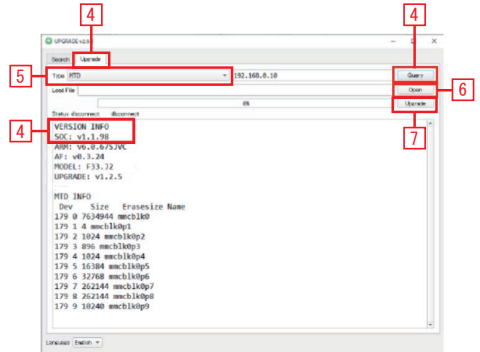 4
4
UPGRADE v2.
Search Upgrade
5
Type MTD 192.168.0.10 Query
6
Load File Open
0% Upgrade
7
Status disconnect disconnect
4
VERSION INFO
SOC: v1.1.98
ARM: v6.0.67SJVC
AF: v0.3.24
MODEL: F33.J2
UPGRADE: v1.2.5
MTD INFO
Dev Size Erasesize Name
179 0 7634944 mmcblk0
179 1 4 mmcblk0p1
179 2 1024 mmcblk0p2
179 3 896 mmcblk0p3
179 4 1024 mmcblk0p4
179 5 16384 mmcblk0p5
179 6 32768 mmcblk0p6
179 7 262144 mmcblk0p7
179 8 262144 mmcblk0p8
179 9 10240 mmcblk0p9
Language English